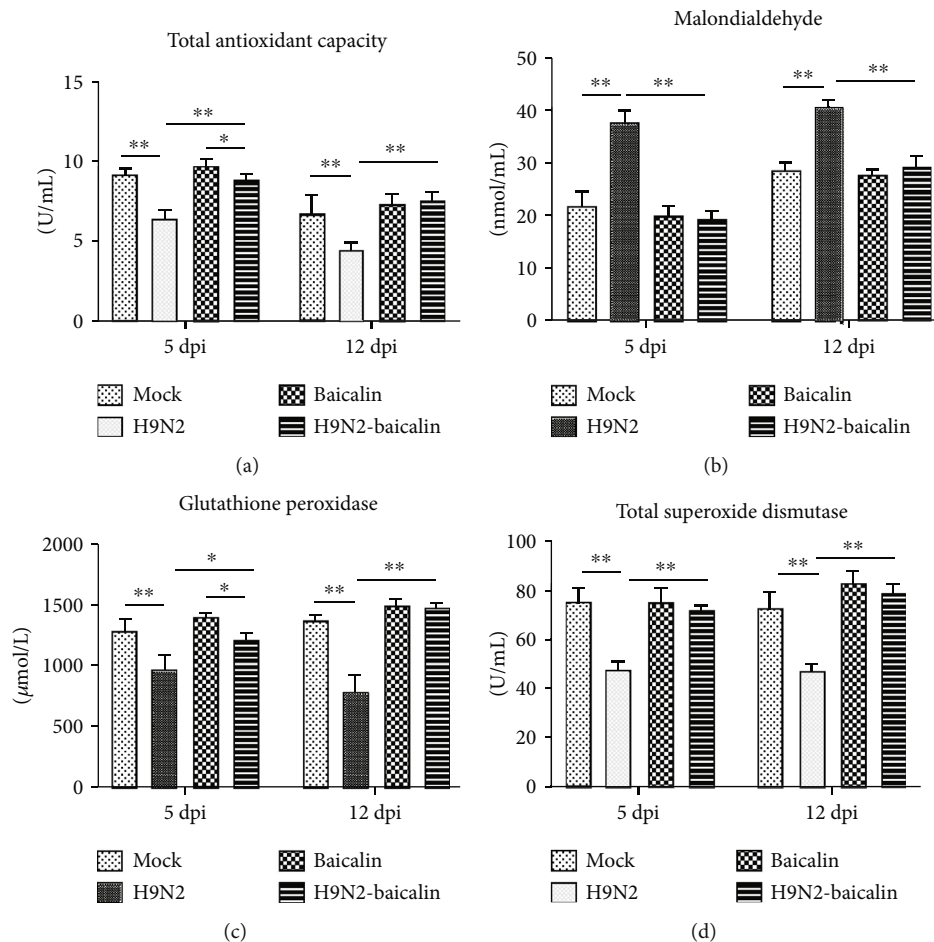 Total antioxidant capacity
15
10
5
0
(U/mL)
**
**
*
**
**
5 dpi
12 dpi
Mock
Baicalin
H9N2
H9N2-baicalin
(a)
Malondialdehyde
50
40
30
20
10
0
(nmol/mL)
**
**
**
**
5 dpi
12 dpi
Mock
Baicalin
H9N2
H9N2-baicalin
(b)
Glutathione peroxidase
2000
1500
1000
500
0
(μmol/L)
**
*
*
**
**
5 dpi
12 dpi
Mock
Baicalin
H9N2
H9N2-baicalin
(c)
Total superoxide dismutase
100
80
60
40
20
0
(U/mL)
**
**
**
**
5 dpi
12 dpi
Mock
Baicalin
H9N2
H9N2-baicalin
(d)